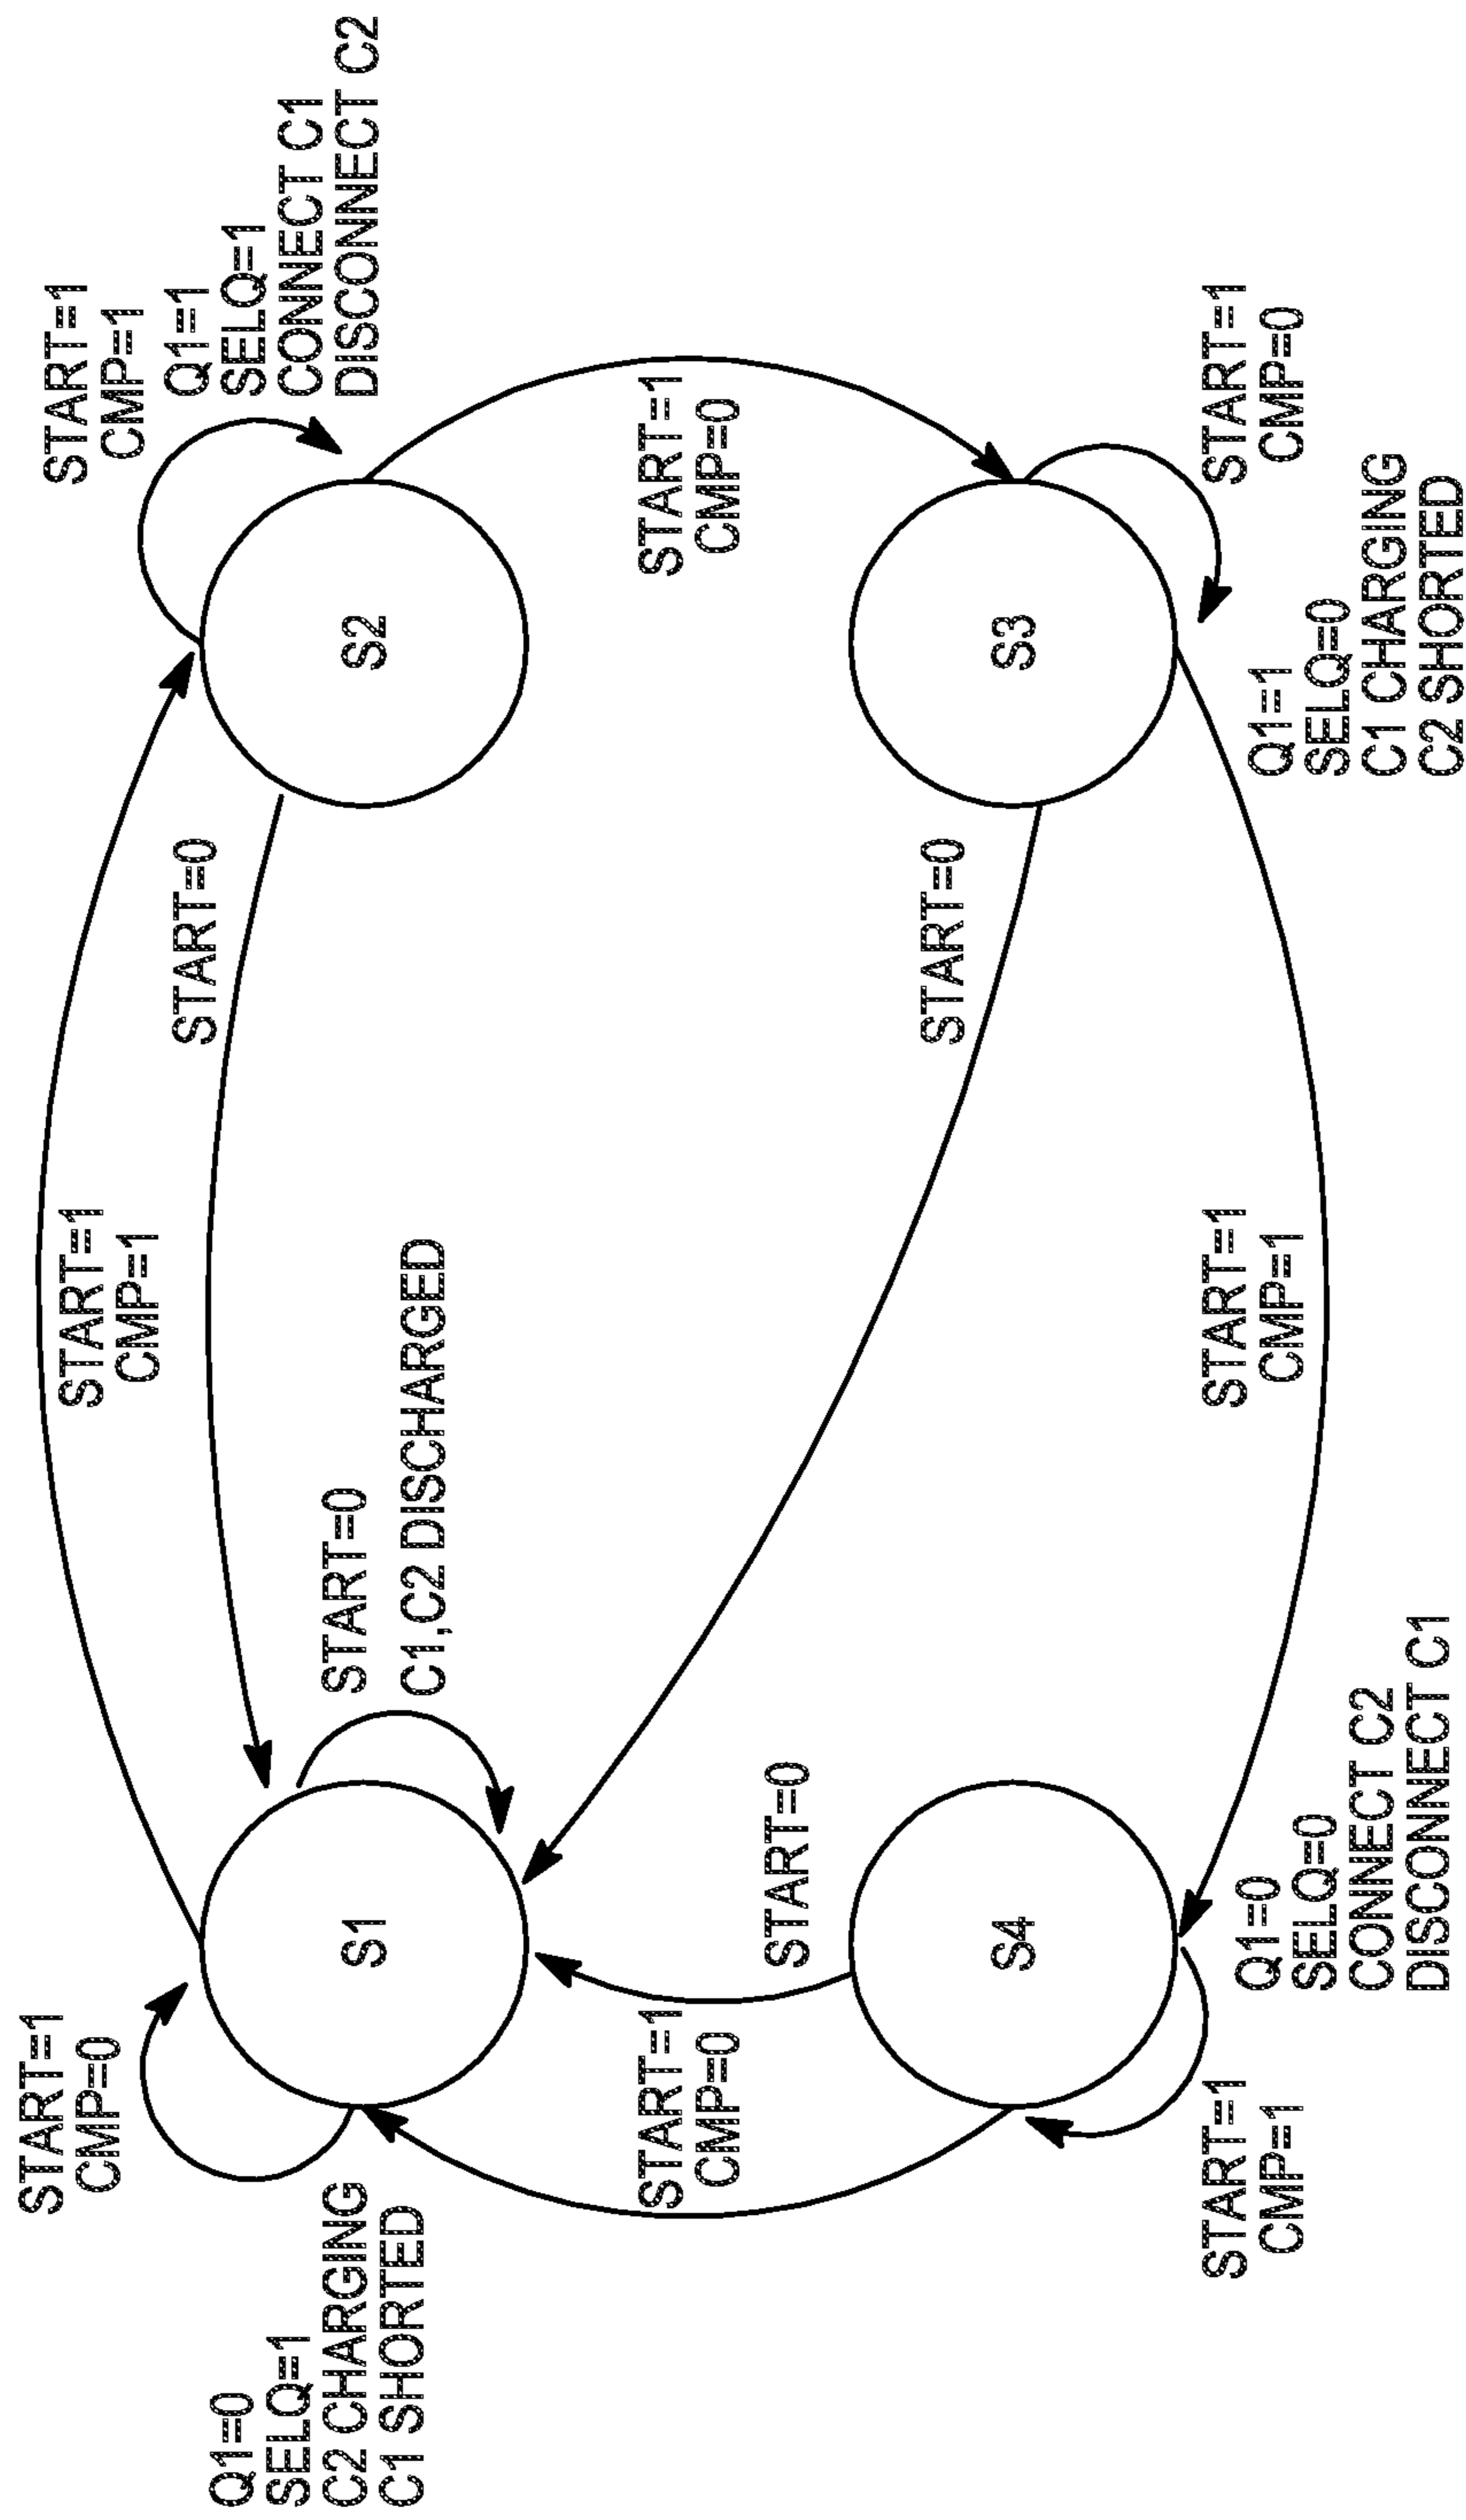 START=1
CMP=0
START=1
CMP=1
START=1
CMP=1
Q1=0
SELQ=1
C2 CHARGING
C1 SHORTED
START=0
Q1=1
SELQ=1
CONNECT C1
DISCONNECT C2
S1
START=0
C1,C2 DISCHARGED
S2
START=1
CMP=0
START=0
START=1
CMP=0
START=0
S4
S3
START=1
CMP=1
START=1
CMP=1
START=1
CMP=0
Q1=0
SELQ=0
CONNECT C2
DISCONNECT C1
Q1=1
SELQ=0
C1 CHARGING
C2 SHORTED